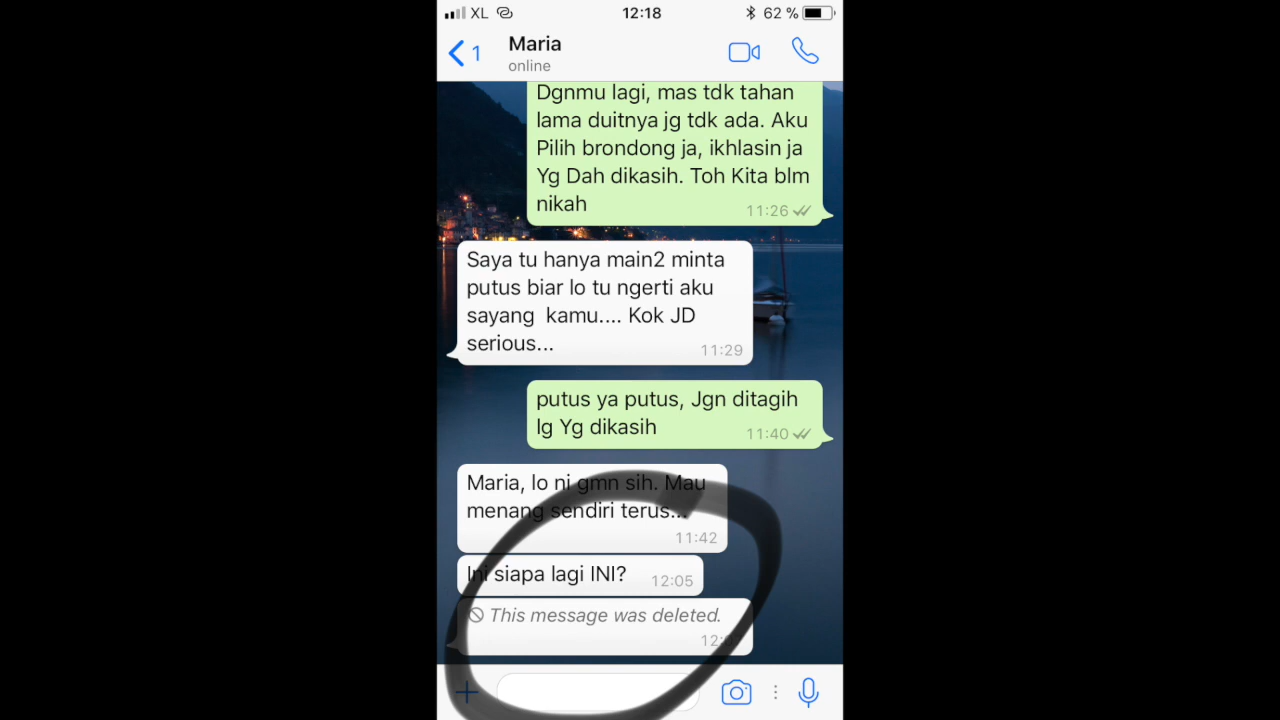 XL 12:18 62 %
1 Maria
online
Dgnmu lagi, mas tdk tahan
lama duitnya jg tdk ada. Aku
Pilih brondong ja, ikhlasin ja
Yg Dah dikasih. Toh Kita blm
nikah
11:26
Saya tu hanya main2 minta
putus biar lo tu ngerti aku
sayang kamu.... Kok JD
serious...
11:29
putus ya putus, Jgn ditagih
lg Yg dikasih
11:40
Maria, lo ni gmn sih. Mau
menang sendiri terus...
11:42
Ini siapa lagi INI? 12:05
This message was deleted.